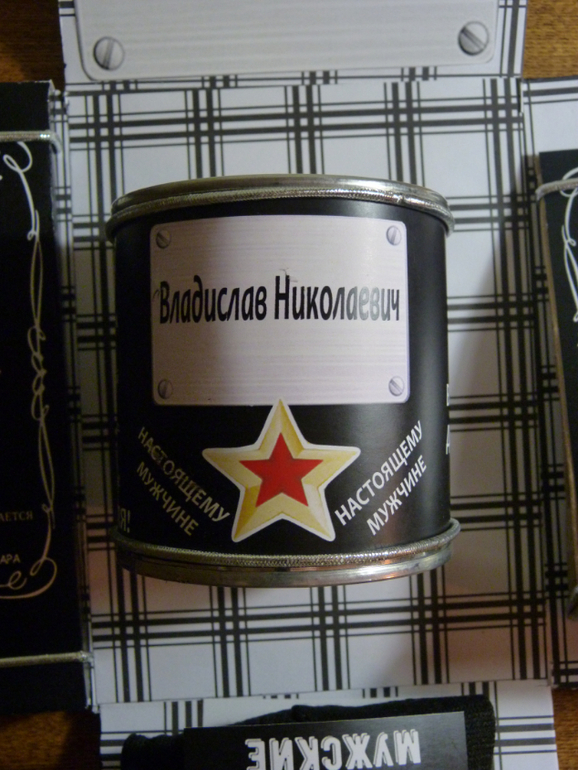 Владислав Николаевич
НАСТОЯЩЕМУ
МУЖЧИНЕ
НАСТОЯЩЕМУ
МУЖЧИНЕ
МУЖСКИЕ